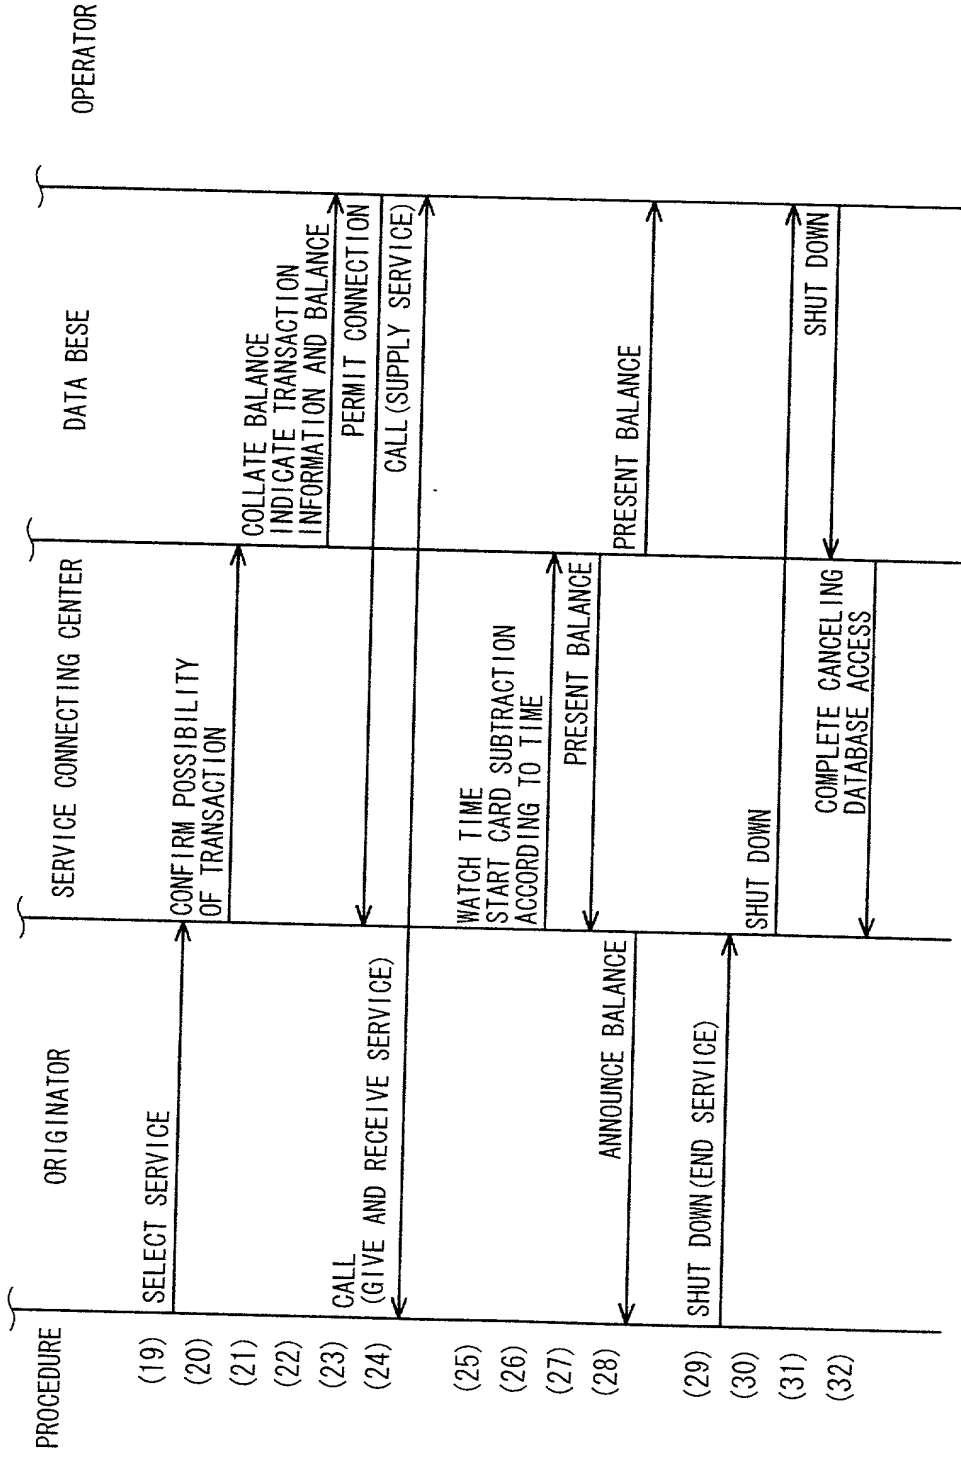 PROCEDURE
ORIGINATOR
SERVICE CONNECTING CENTER
DATA BESE
OPERATOR
(19)
SELECT SERVICE
(20)
CONFIRM POSSIBILITY
OF TRANSACTION
(21)
COLLATE BALANCE
(22)
INDICATE TRANSACTION
INFORMATION AND BALANCE
(23)
PERMIT CONNECTION
(24)
CALL
(GIVE AND RECEIVE SERVICE)
CALL(SUPPLY SERVICE)
(25)
WATCH TIME
(26)
START CARD SUBTRACTION
ACCORDING TO TIME
(27)
PRESENT BALANCE
(28)
ANNOUNCE BALANCE
PRESENT BALANCE
(29)
SHUT DOWN(END SERVICE)
(30)
SHUT DOWN
(31)
SHUT DOWN
(32)
COMPLETE CANCELING
DATABASE ACCESS